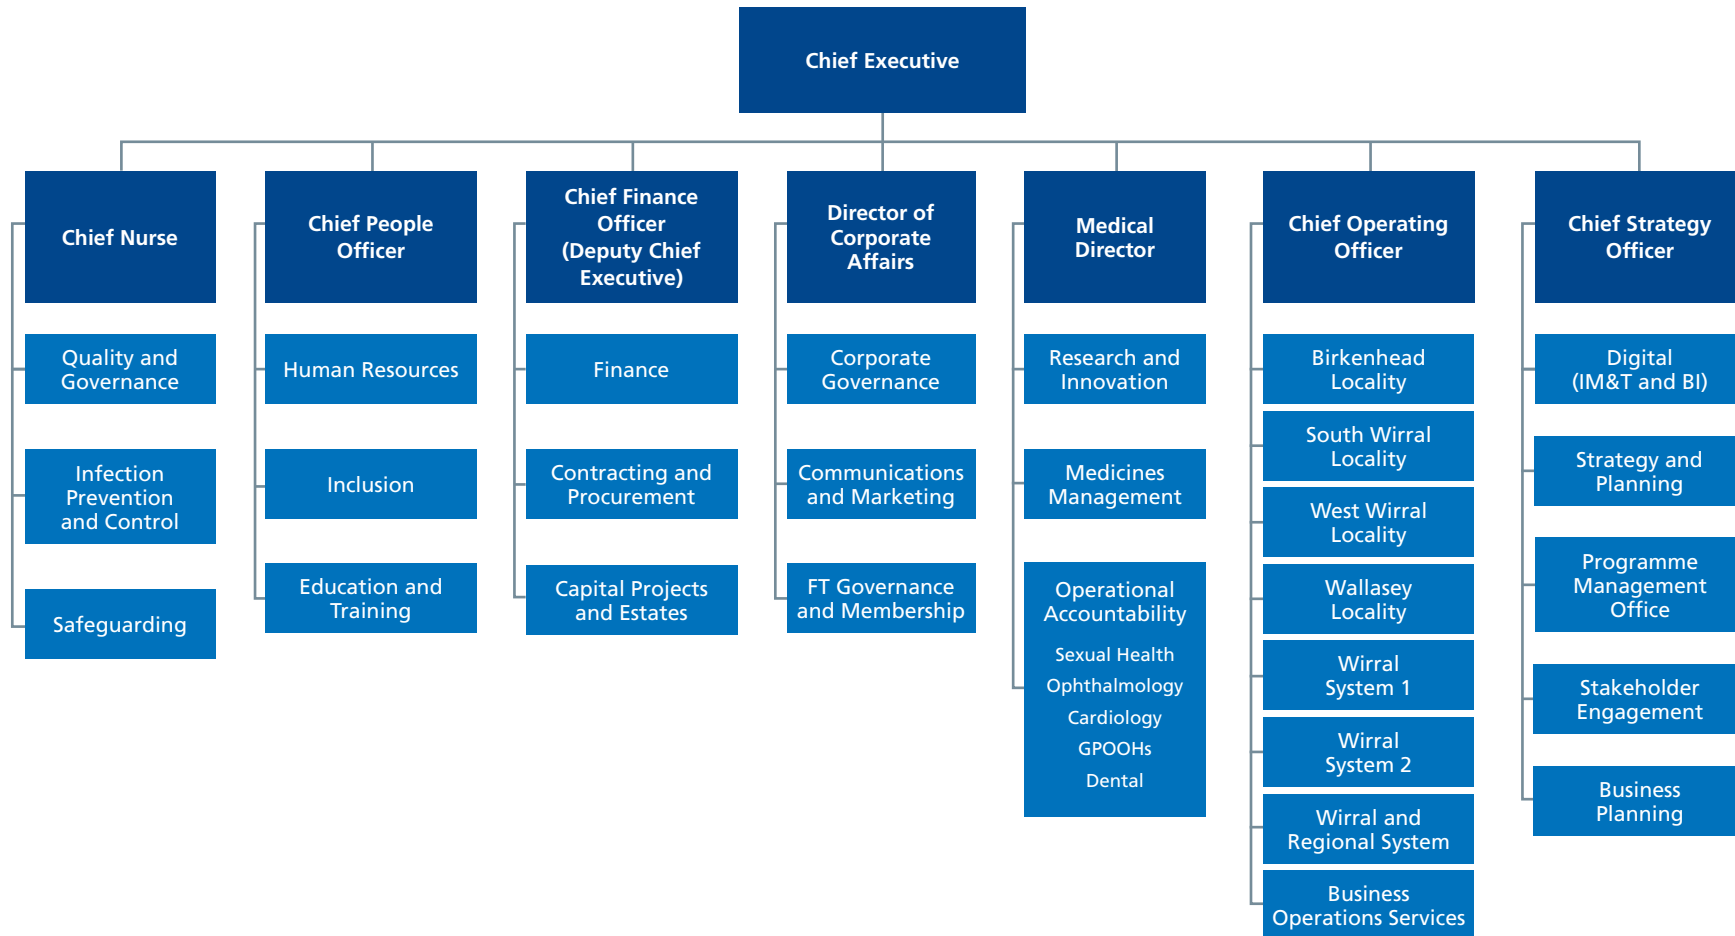 Chief Executive
Chief Nurse
Quality and
Governance
Infection
Prevention
and Control
Safeguarding
Chief People
Officer
Human Resources
Inclusion
Education and
Training
Chief Finance
Officer
(Deputy Chief
Executive)
Finance
Contracting and
Procurement
Capital Projects
and Estates
Director of
Corporate
Affairs
Corporate
Governance
Communications
and Marketing
FT Governance
and Membership
Medical
Director
Research and
Innovation
Medicines
Management
Operational
Accountability
Sexual Health
Ophthalmology
Cardiology
GPOOHs
Dental
Chief Operating
Officer
Birkenhead
Locality
South Wirral
Locality
West Wirral
Locality
Wallasey
Locality
Wirral
System 1
Wirral
System 2
Wirral and
Regional System
Business
Operations Services
Chief Strategy
Officer
Digital
(IM&T and BI)
Strategy and
Planning
Programme
Management
Office
Stakeholder
Engagement
Business
Planning